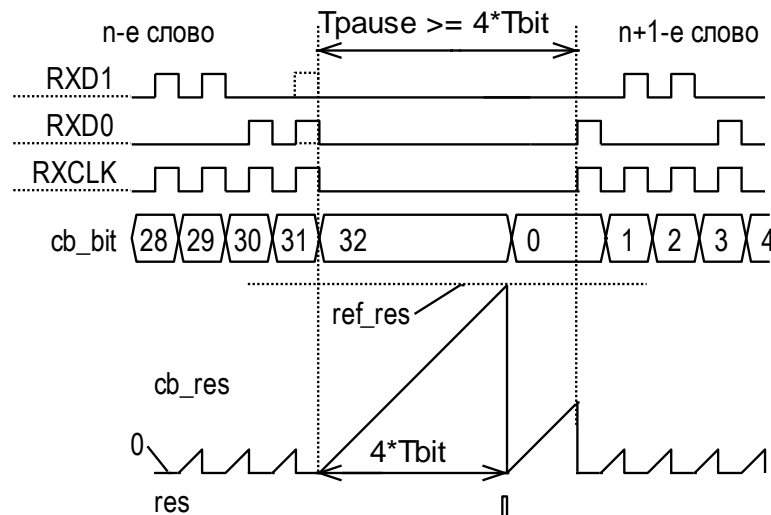 n-е слово Tpause >= 4*Tbit n+1-е слово
RXD1
RXD0
RXCLK
cb_bit 28 29 30 31 32 0 1 2 3 4
ref_res
cb_res
0 4*Tbit
res